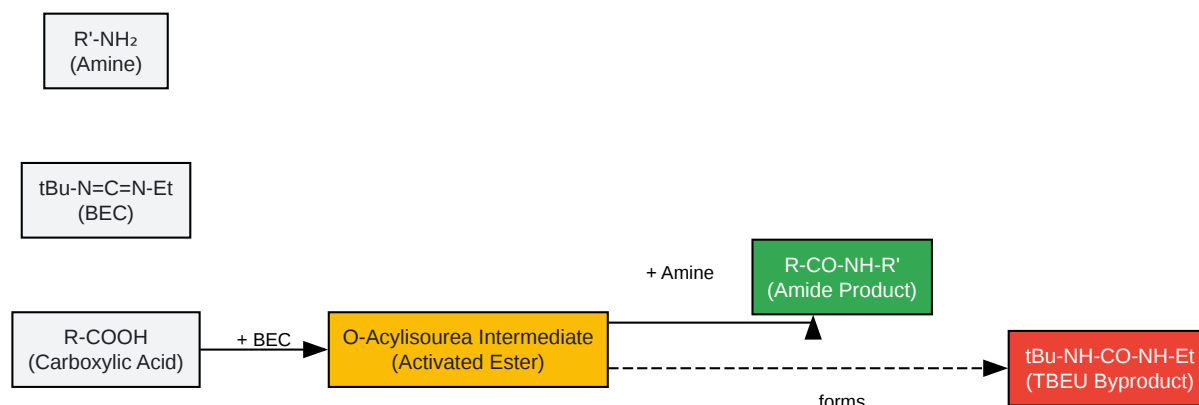 R'-NH₂
(Amine)
tBu-N=C=N-Et
(BEC)
R-COOH
(Carboxylic Acid)
+ BEC
O-Acylisourea Intermediate
(Activated Ester)
+ Amine
R-CO-NH-R'
(Amide Product)
forms
tBu-NH-CO-NH-Et
(TBEU Byproduct)